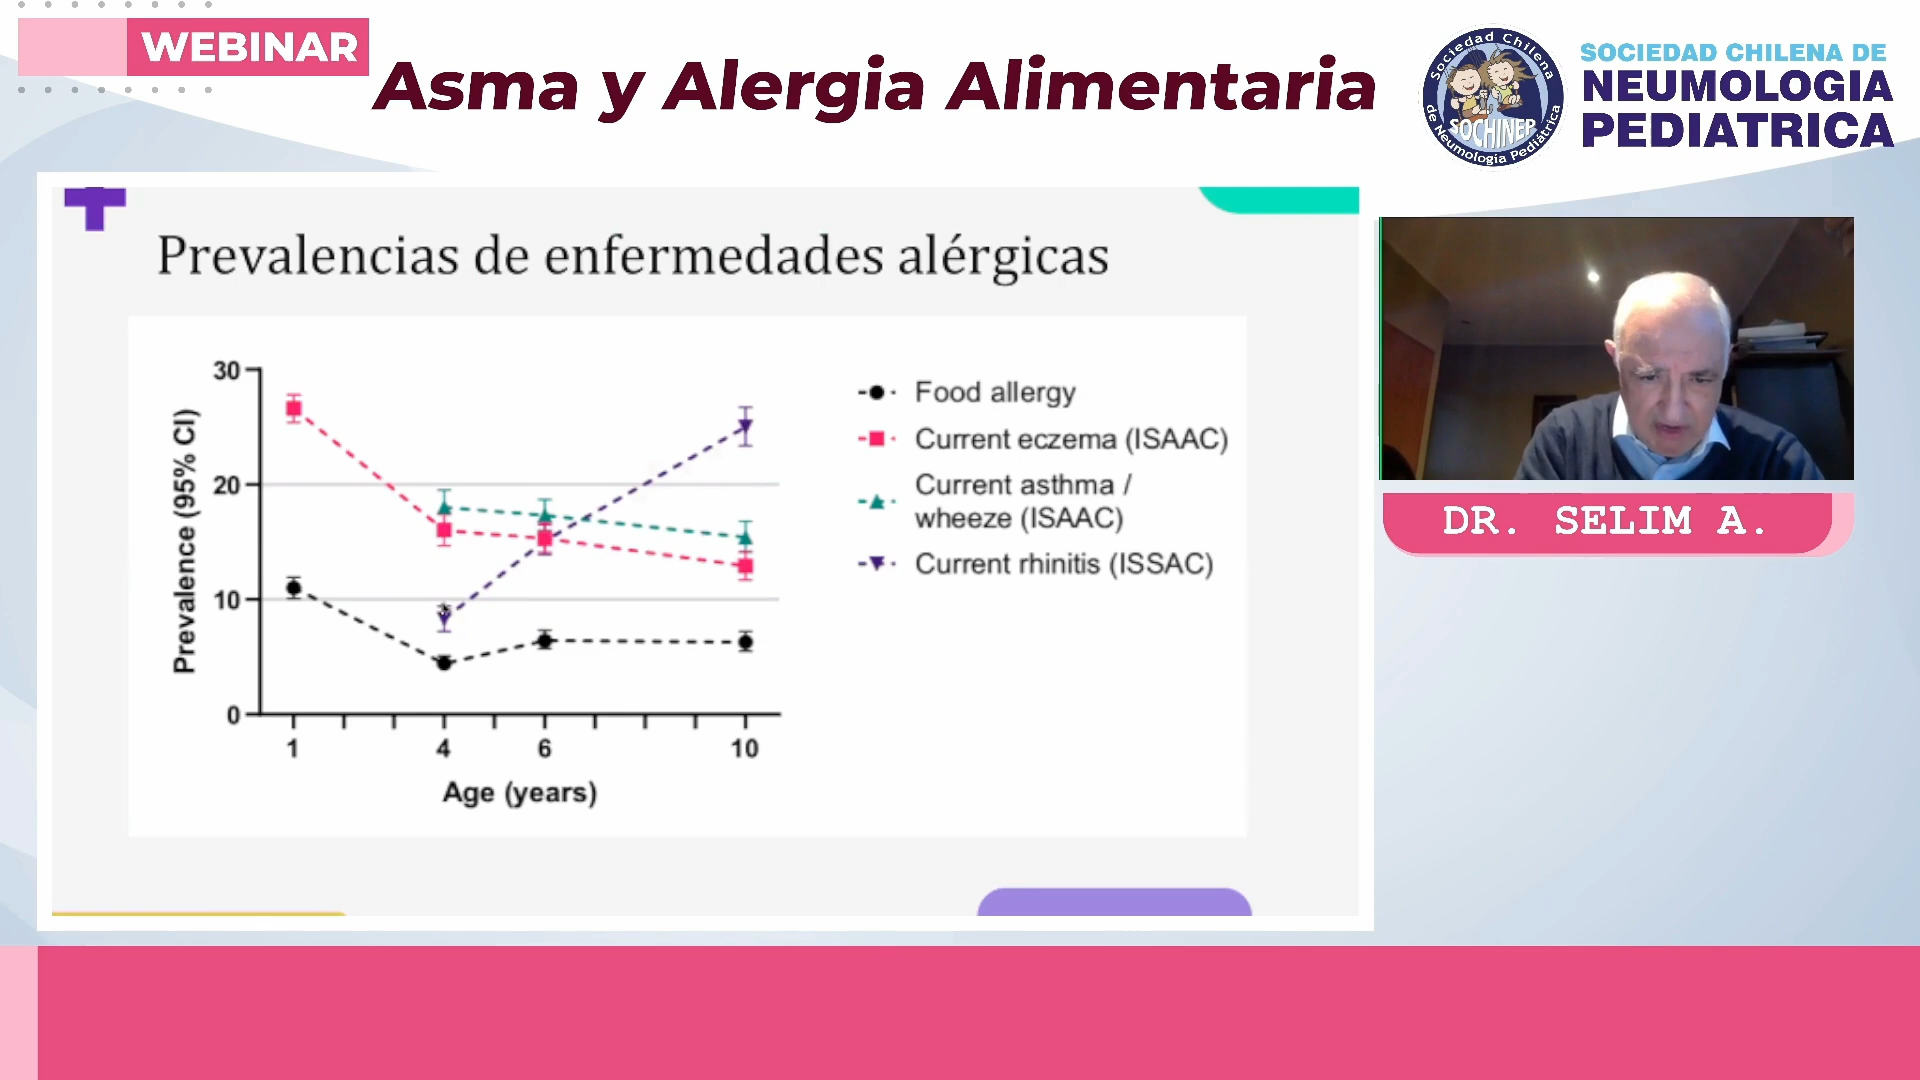 WEBINAR
Asma y Alergia Alimentaria
Sociedad Chilena
de Neumología Pediátrica
SOCHINEP
SOCIEDAD CHILENA DE
NEUMOLOGIA
PEDIATRICA
Prevalencias de enfermedades alérgicas
Prevalence (95% CI)
30
20
10
0
1 4 6 10
Age (years)
Food allergy
Current eczema (ISAAC)
Current asthma /
wheeze (ISAAC)
Current rhinitis (ISSAC)
DR. SELIM A.